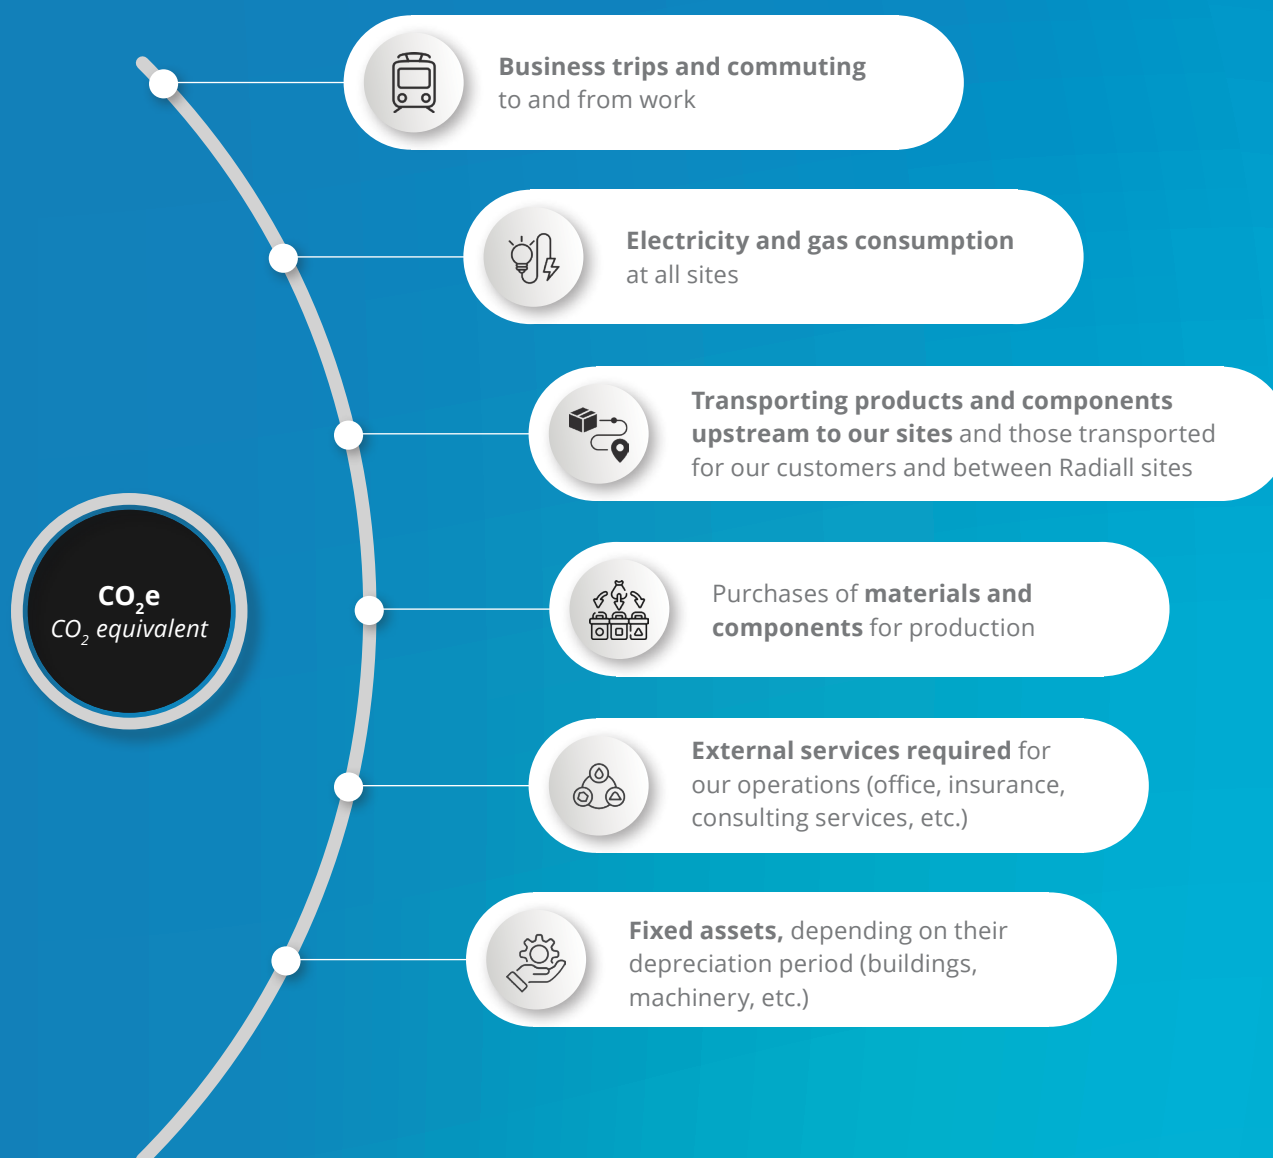 Business trips and commuting
to and from work
Electricity and gas consumption
at all sites
Transporting products and components
upstream to our sites and those transported
for our customers and between Radiall sites
CO₂e
CO₂ equivalent
Purchases of materials and
components for production
External services required for
our operations (office, insurance,
consulting services, etc.)
Fixed assets, depending on their
depreciation period (buildings,
machinery, etc.)